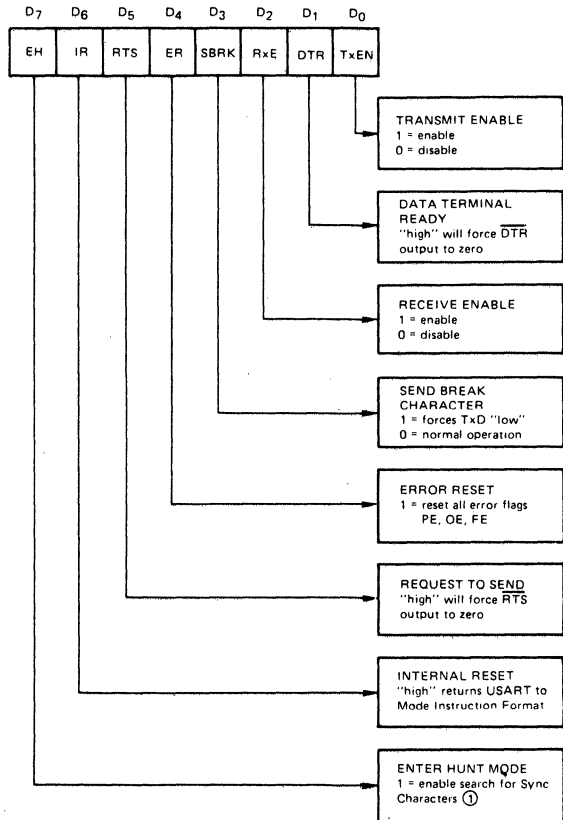 D7 D6 D5 D4 D3 D2 D1 D0
EH IR RTS ER SBRK RxE DTR TxEN
TRANSMIT ENABLE
1 = enable
0 = disable
DATA TERMINAL
READY
"high" will force DTR
output to zero
RECEIVE ENABLE
1 = enable
0 = disable
SEND BREAK
CHARACTER
1 = forces TxD "low"
0 = normal operation
ERROR RESET
1 = reset all error flags
PE, OE, FE
REQUEST TO SEND
"high" will force RTS
output to zero
INTERNAL RESET
"high" returns USART to
Mode Instruction Format
ENTER HUNT MODE
1 = enable search for Sync
Characters ①